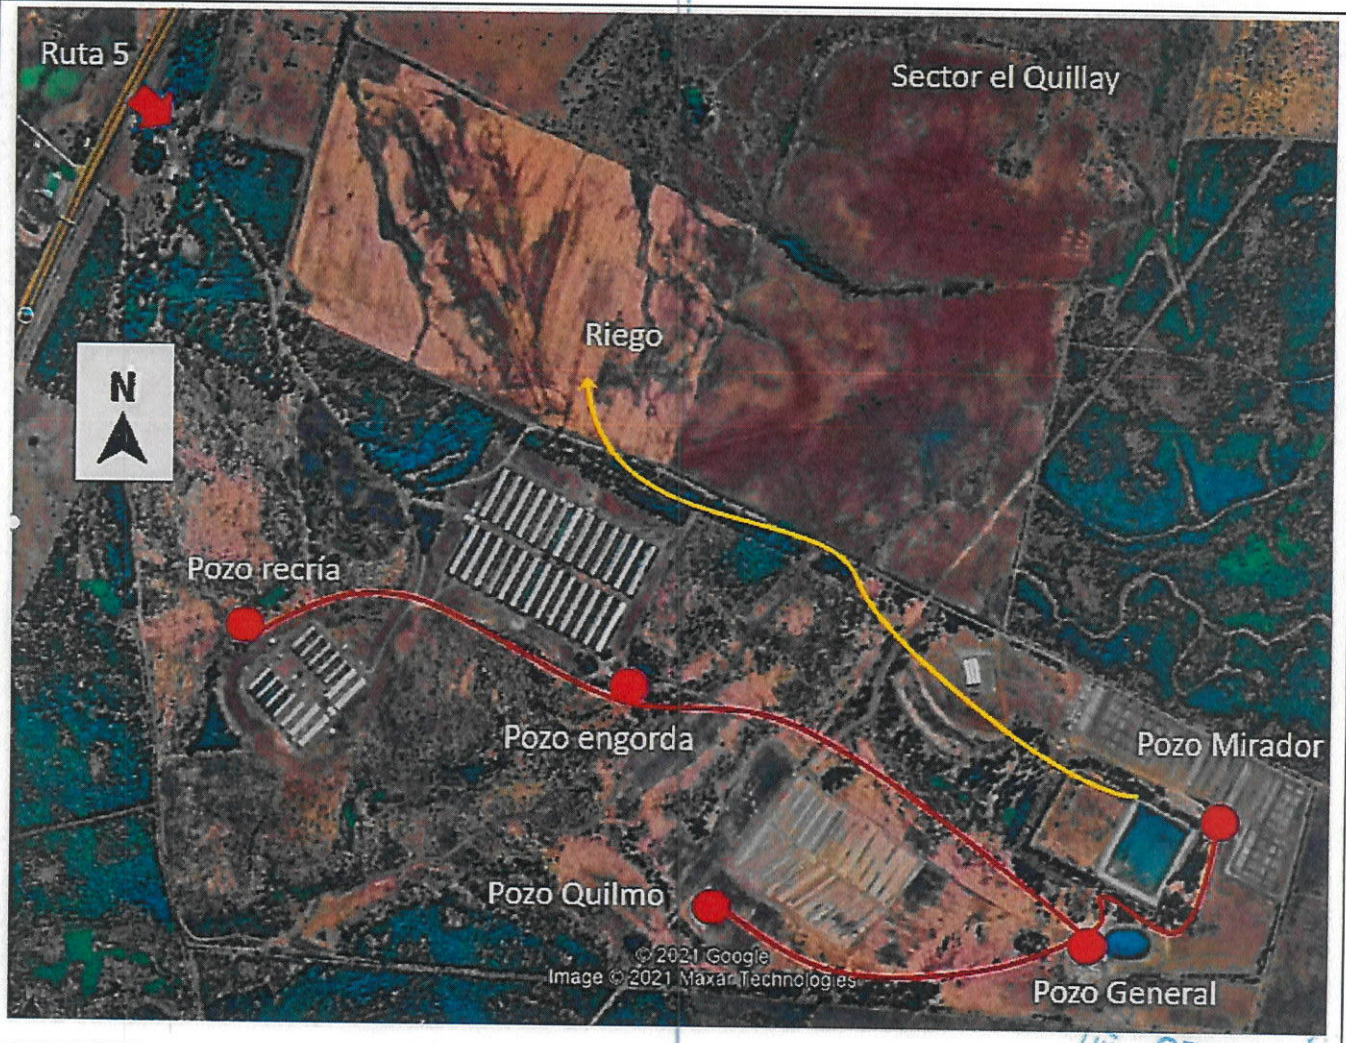 Ruta 5
Sector el Quillay
Riego
N
Pozo recría
Pozo engorda
Pozo Mirador
Pozo Quilmo
© 2021 Google
Image © 2021 Maxar Technologies
Pozo General